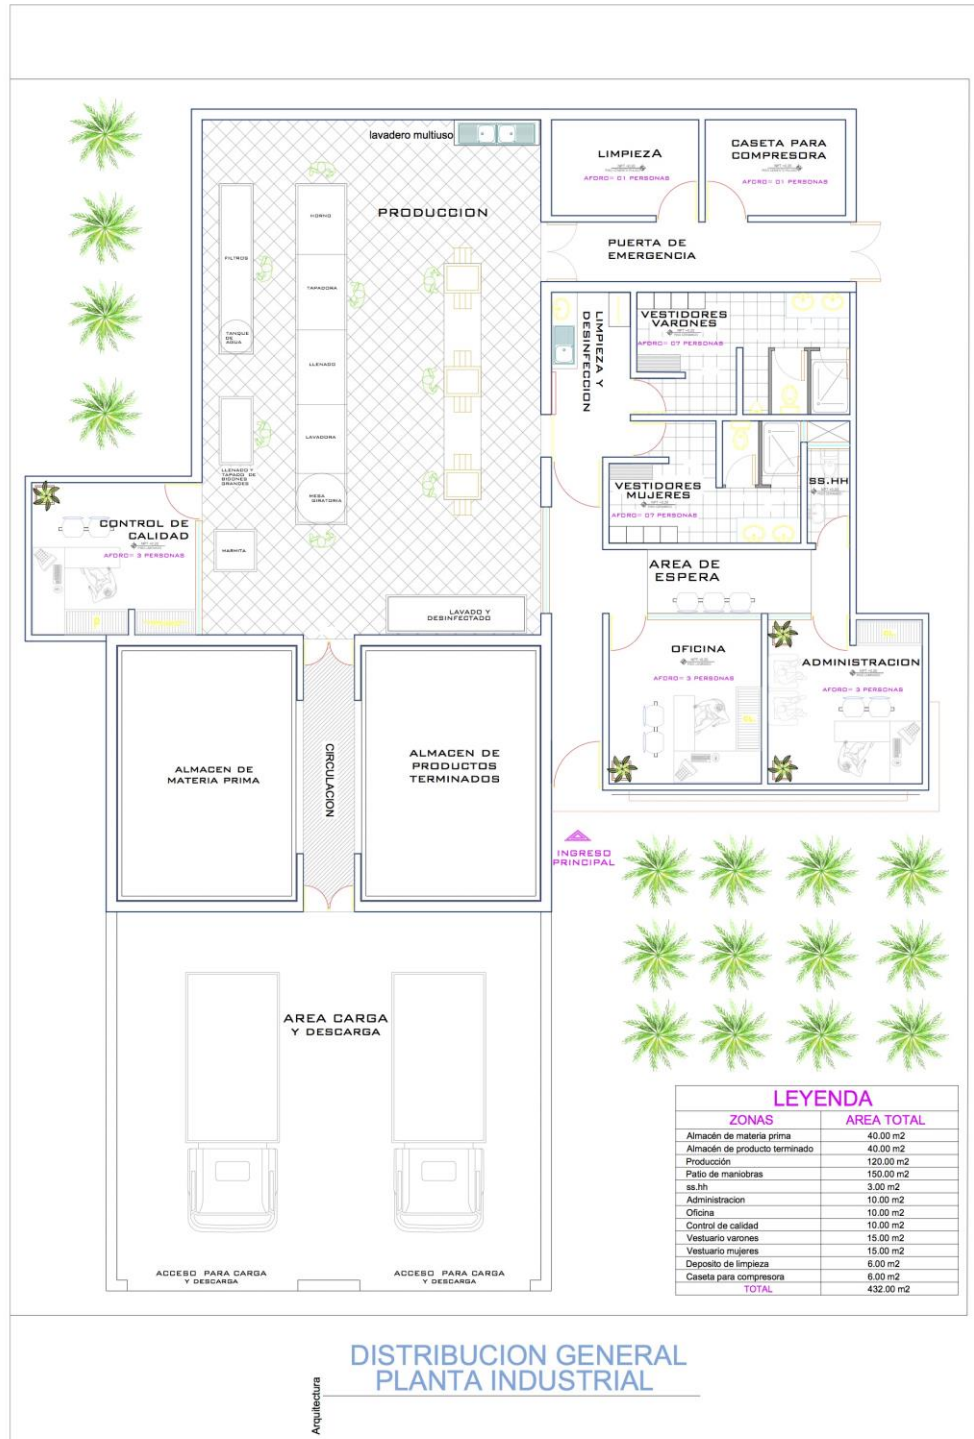 lavadero multiuso
LIMPIEZA
AFORO= 01 PERSONAS
CASETA PARA
COMPRESORA
AFORO= 01 PERSONAS
PRODUCCION
PUERTA DE
EMERGENCIA
HORNO
FILTROS
TAPADORA
TANQUE
DE
AGUA
LLENADO
LAVADORA
LLENADO Y
TAPADO DE
BIDONES
GRANDES
MESA
GIRATORIA
MARMITA
LIMPIEZA Y
DESINFECCION
VESTIDORES
VARONES
AFORO= 07 PERSONAS
VESTIDORES
MUJERES
AFORO= 07 PERSONAS
SS.HH
CONTROL DE
CALIDAD
AFORO= 3 PERSONAS
AREA DE
ESPERA
LAVADO Y
DESINFECTADO
OFICINA
AFORO= 3 PERSONAS
ADMINISTRACION
AFORO= 3 PERSONAS
ALMACEN DE
MATERIA PRIMA
CIRCULACION
ALMACEN DE
PRODUCTOS
TERMINADOS
INGRESO
PRINCIPAL
AREA CARGA
Y DESCARGA
ACCESO PARA CARGA
Y DESCARGA
ACCESO PARA CARGA
Y DESCARGA
LEYENDA
ZONAS AREA TOTAL
Almacén de materia prima 40.00 m2
Almacén de producto terminado 40.00 m2
Producción 120.00 m2
Patio de maniobras 150.00 m2
ss.hh 3.00 m2
Administracion 10.00 m2
Oficina 10.00 m2
Control de calidad 10.00 m2
Vestuario varones 15.00 m2
Vestuario mujeres 15.00 m2
Deposito de limpieza 6.00 m2
Caseta para compresora 6.00 m2
TOTAL 432.00 m2
DISTRIBUCION GENERAL
PLANTA INDUSTRIAL
Arquitectura